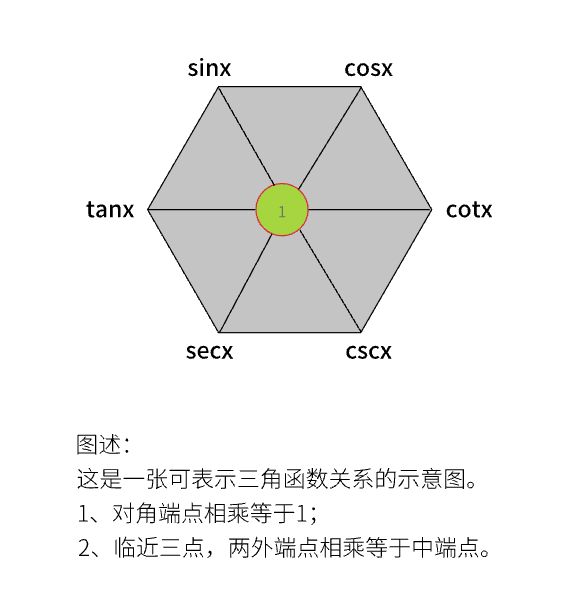 sinx cosx
tanx 1 cotx
secx cscx
图述：
这是一张可表示三角函数关系的示意图。
1、对角端点相乘等于1；
2、临近三点，两外端点相乘等于中端点。